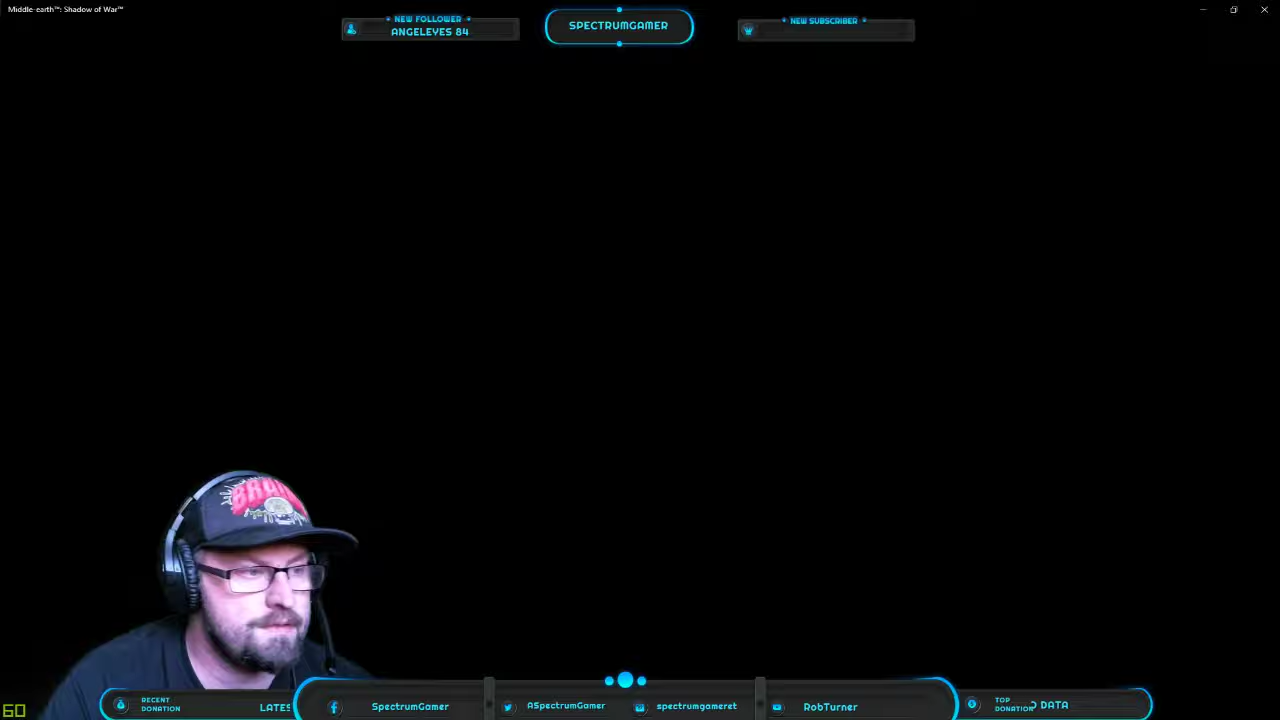 Middle-earth™: Shadow of War™
NEW FOLLOWER
ANGELEYES 84
SPECTRUMGAMER
NEW SUBSCRIBER
BRAI
RECENT
DONATION
LATES
SpectrumGamer
ASpectrumGamer
spectrumgameret
RobTurner
TOP
DONATION
DATA
60